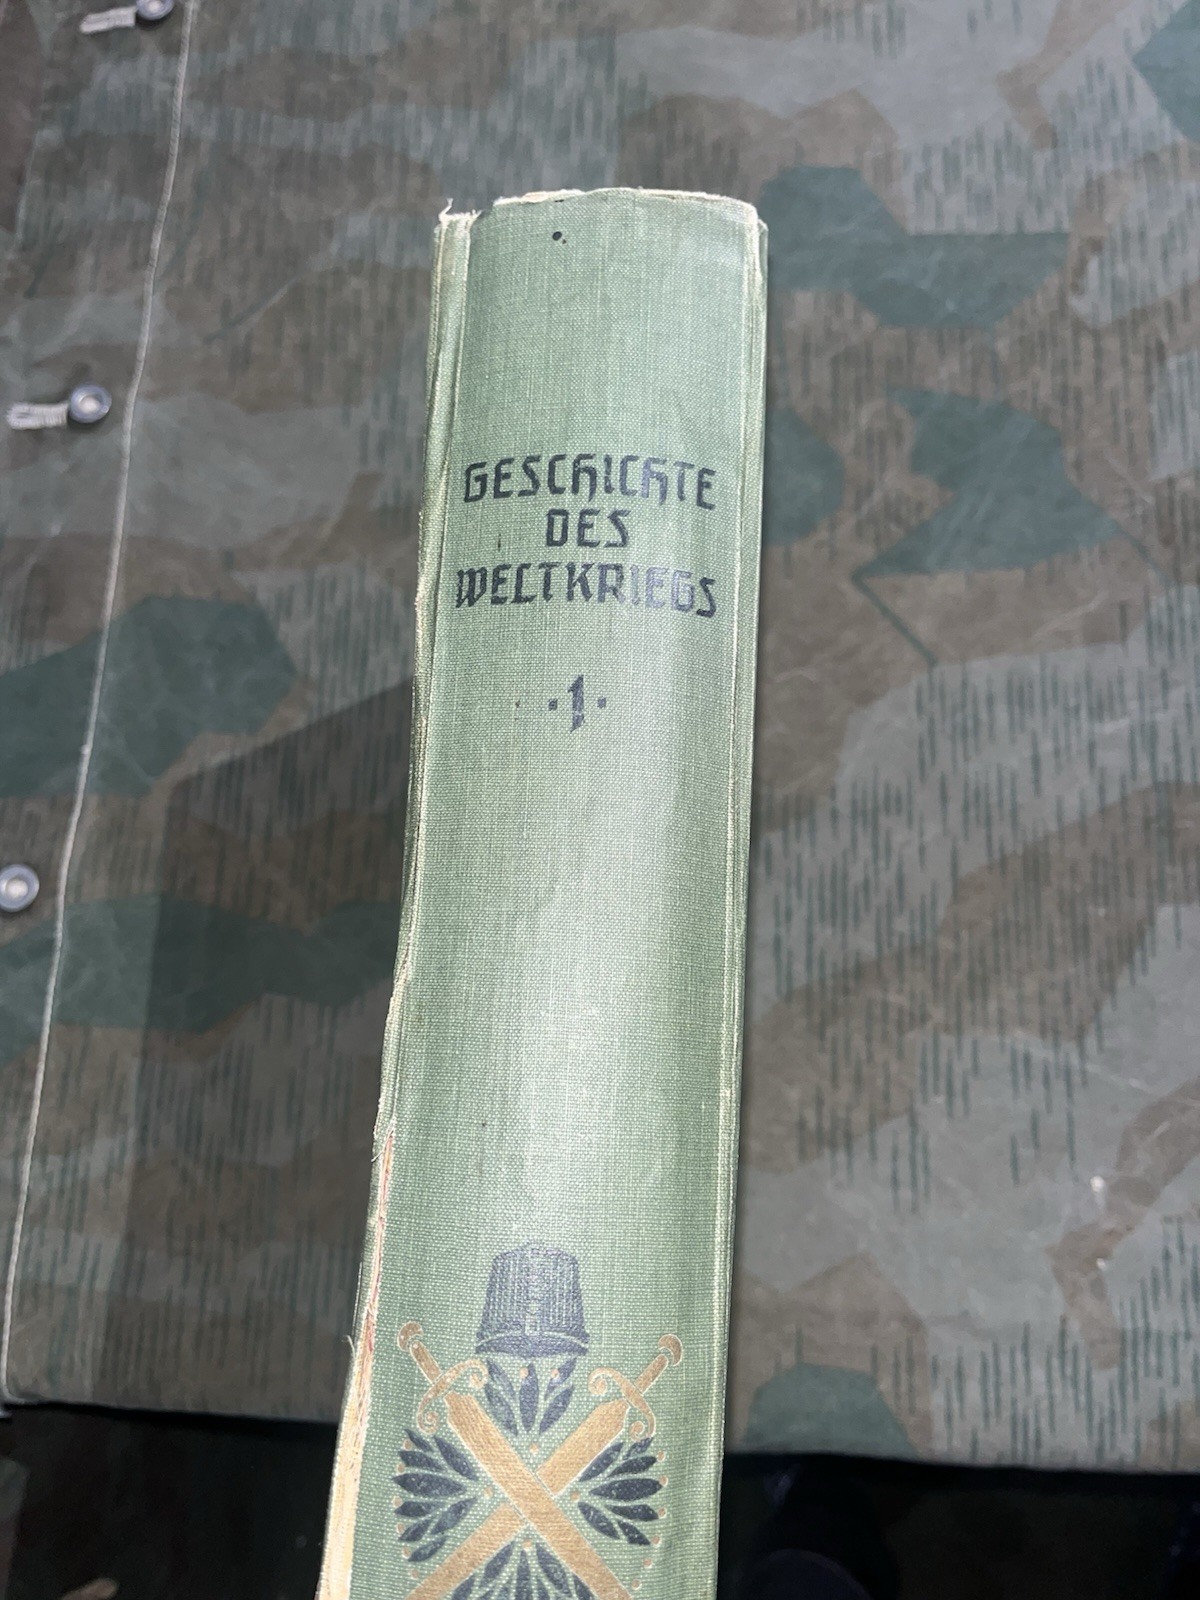 GESCHICHTE
DES
WELTKRIEGS
·1·